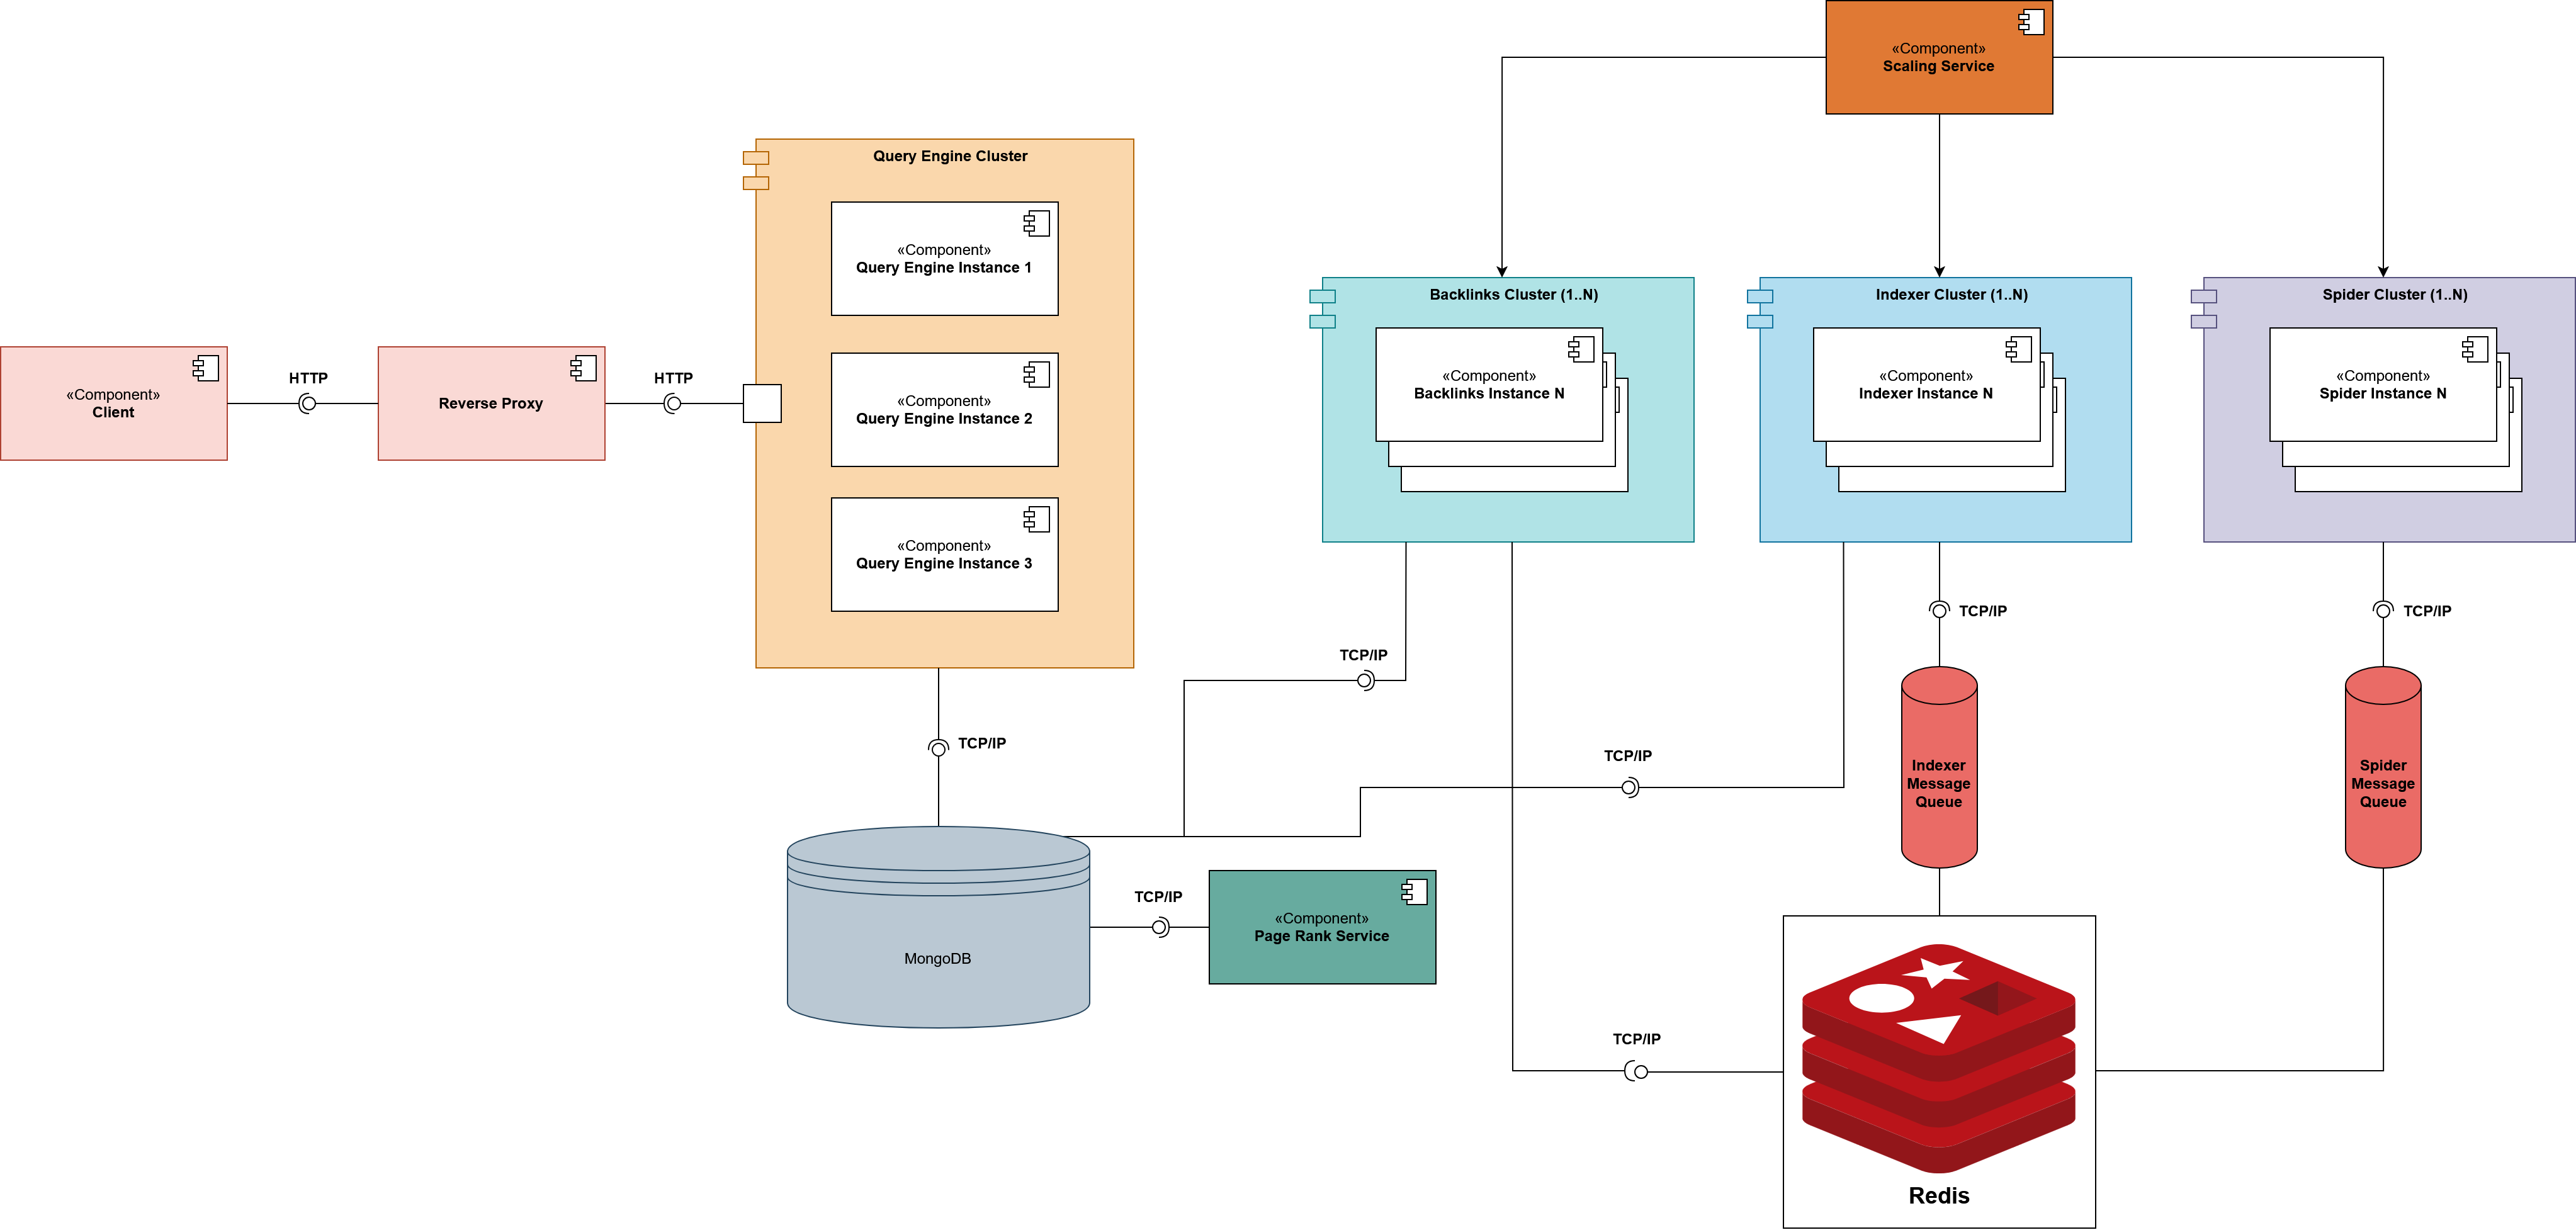 «Component»
Scaling Service
Query Engine Cluster
«Component»
Query Engine Instance 1
«Component»
Query Engine Instance 2
«Component»
Query Engine Instance 3
«Component»
Client
HTTP
Reverse Proxy
HTTP
Backlinks Cluster (1..N)
«Component»
Backlinks Instance N
Indexer Cluster (1..N)
«Component»
Indexer Instance N
Spider Cluster (1..N)
«Component»
Spider Instance N
TCP/IP
TCP/IP
TCP/IP
TCP/IP
TCP/IP
Indexer
Message
Queue
Spider
Message
Queue
MongoDB
TCP/IP
«Component»
Page Rank Service
TCP/IP
Redis